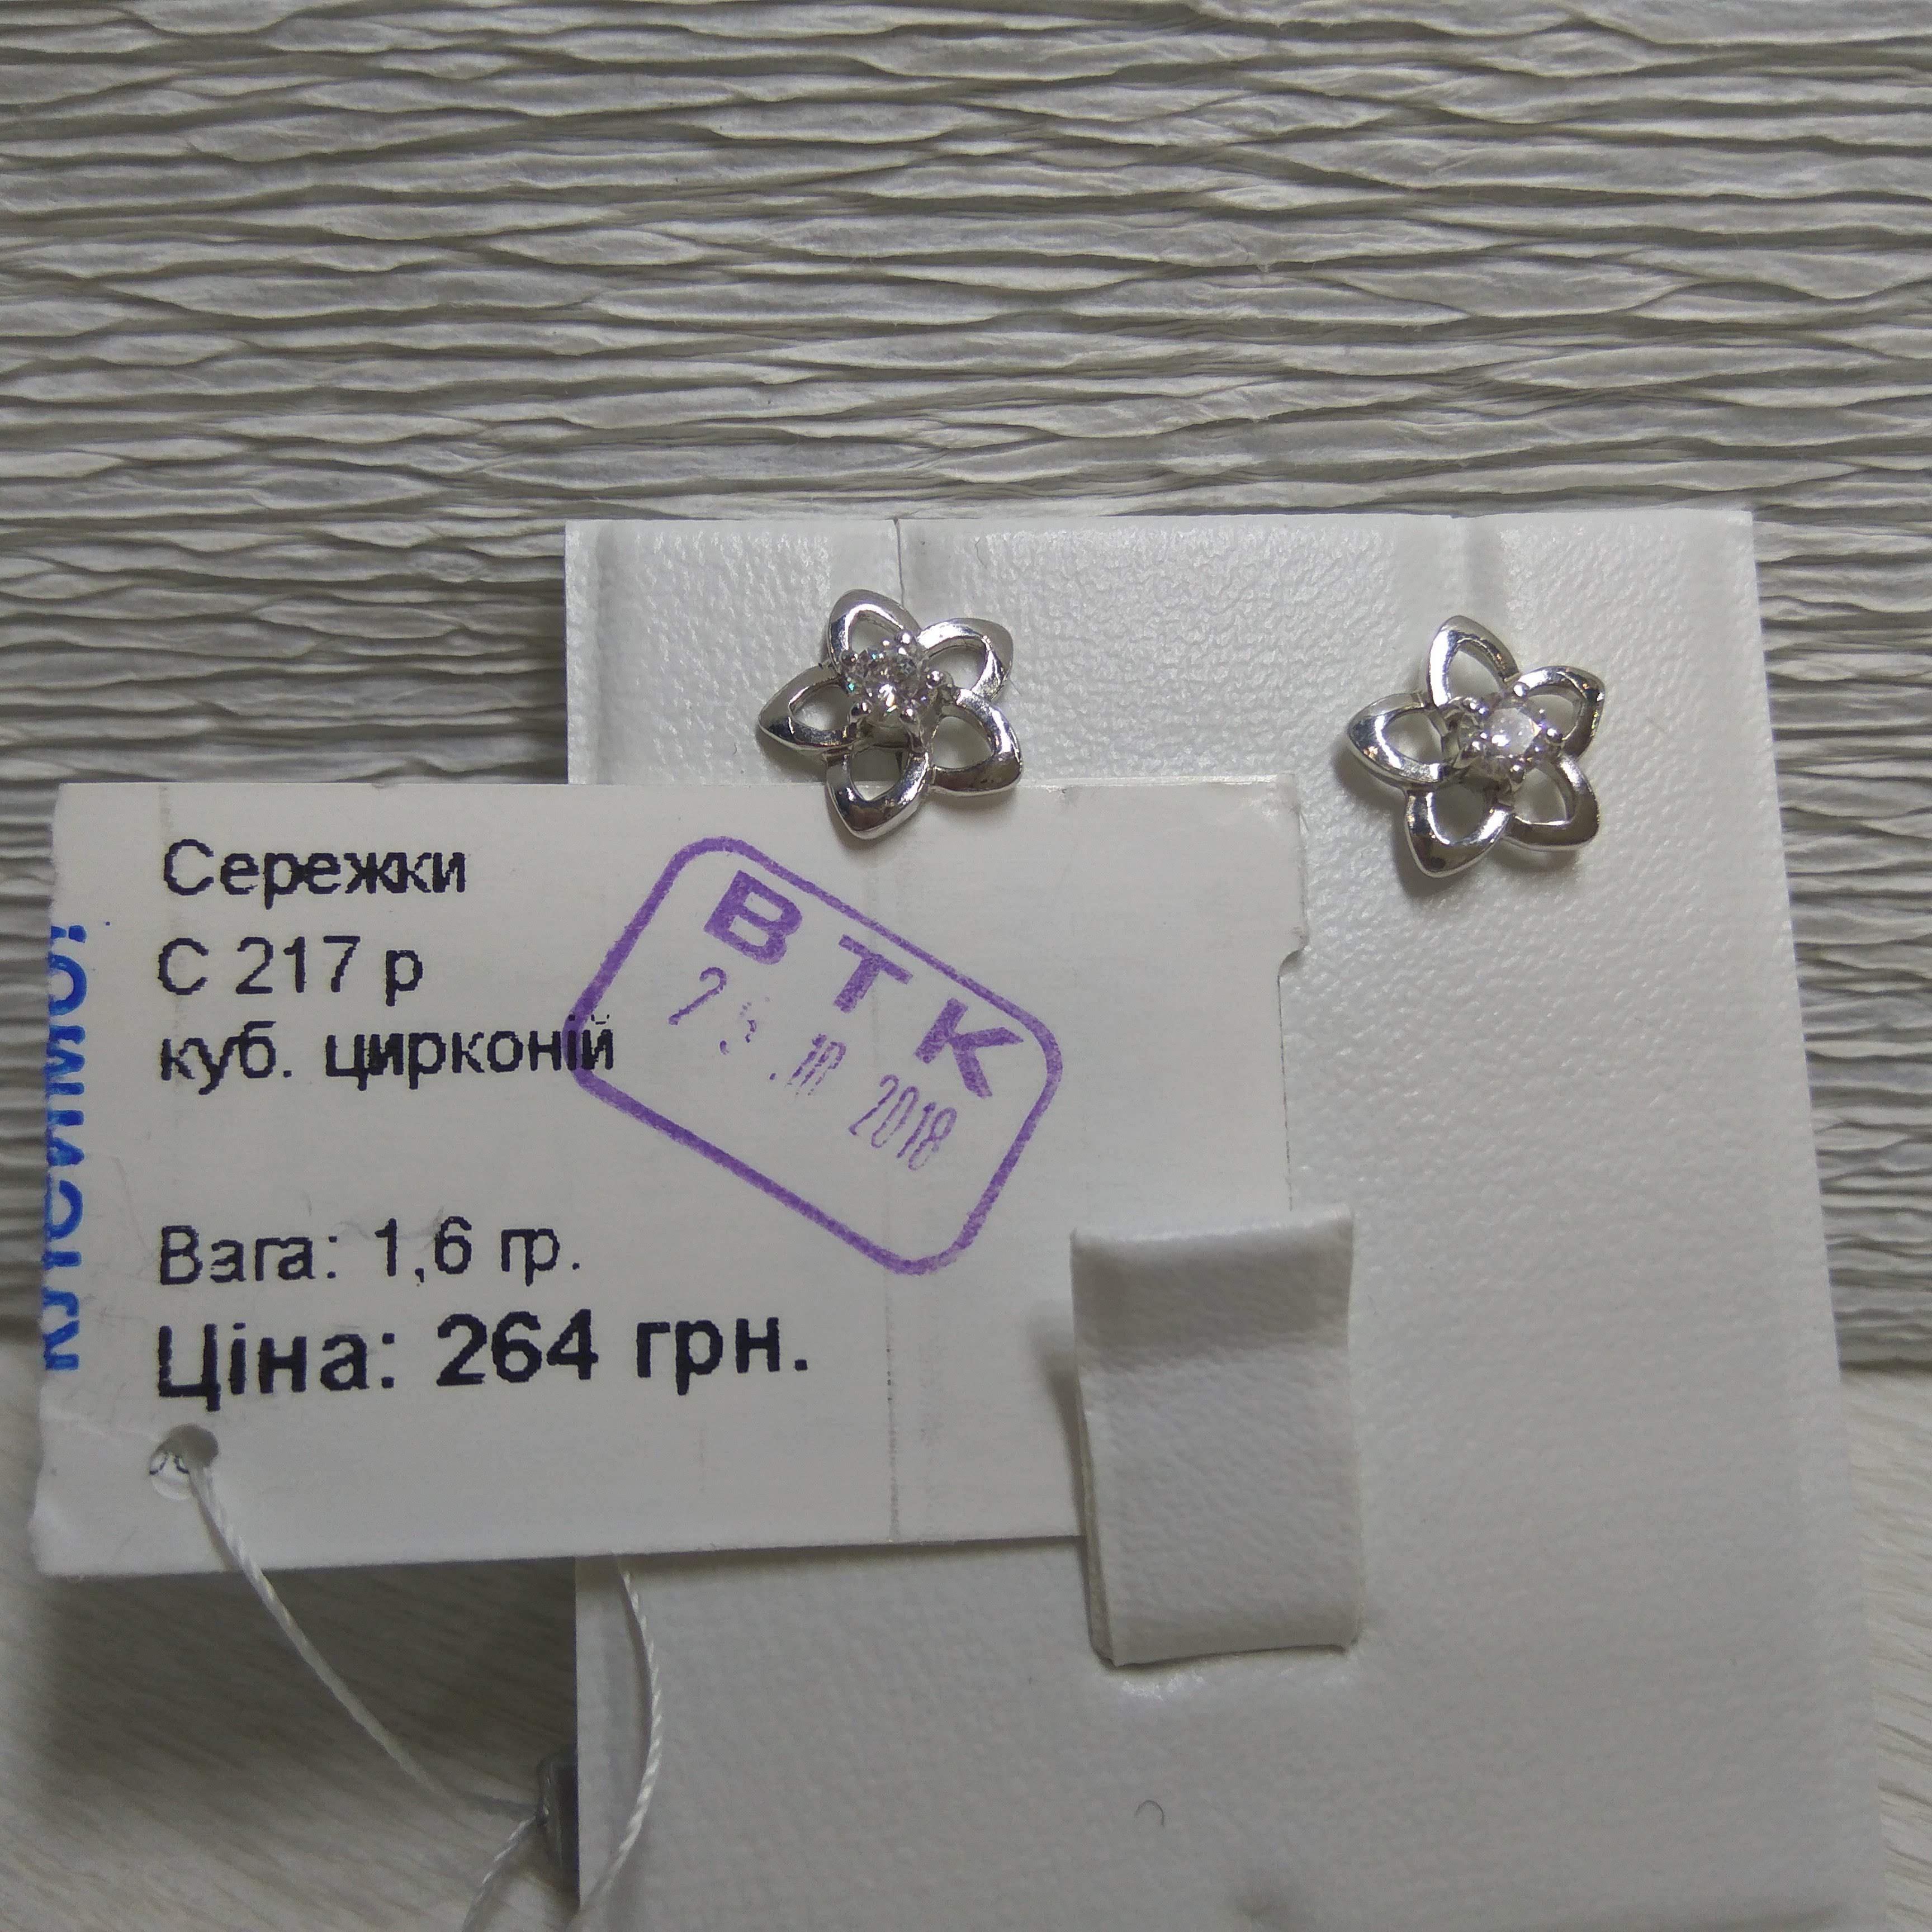 Сережки
С 217 р
куб. цирконій
Вага: 1,6 гр.
Ціна: 264 грн.
ВТК
2018